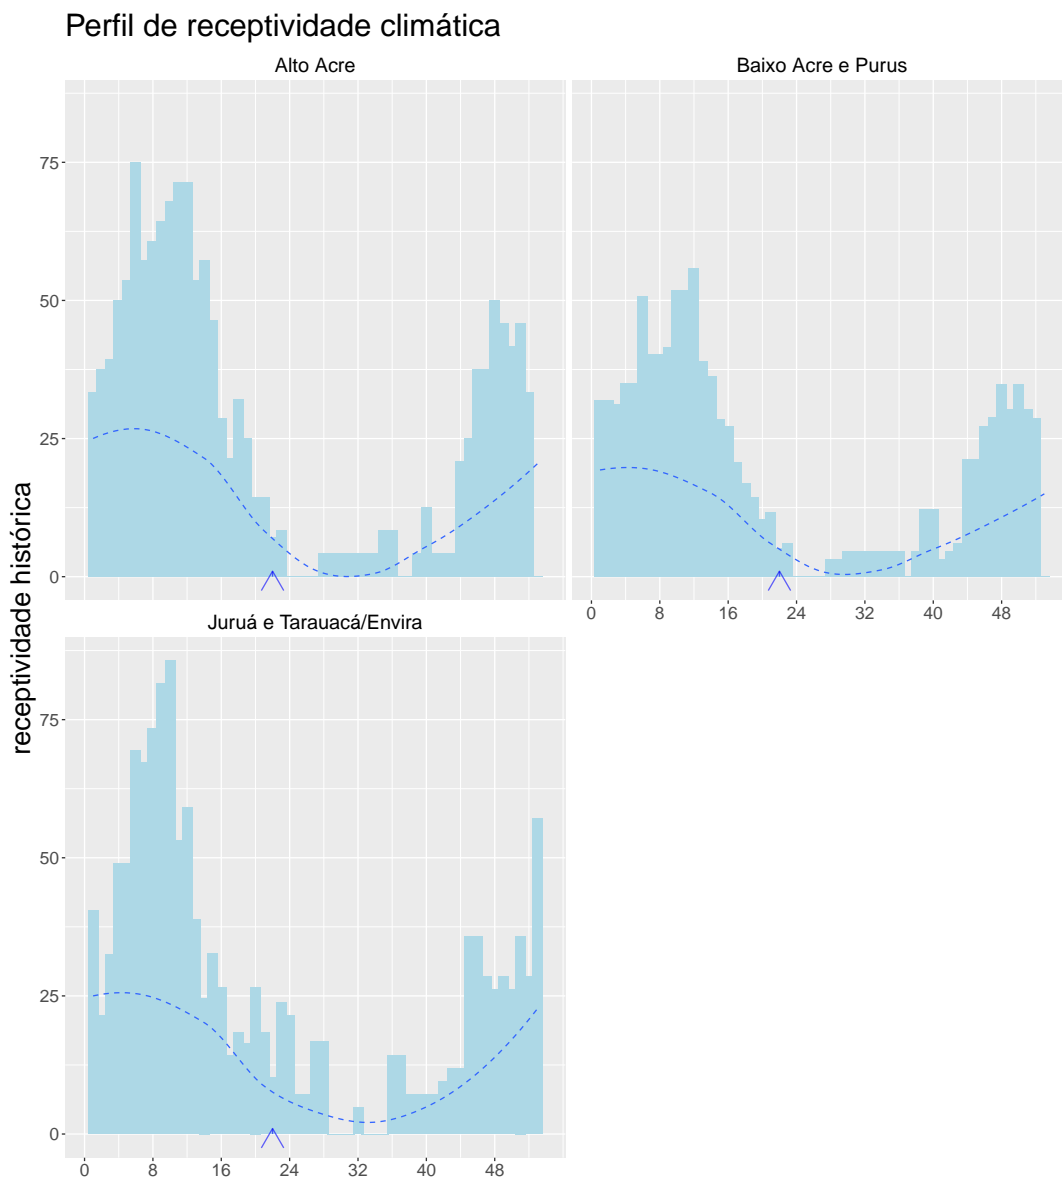 Perfil de receptividade climática
Alto Acre
Baixo Acre e Purus
75
50
25
0
0 8 16 24 32 40 48
Juruá e Tarauacá/Envira
receptividade histórica
75
50
25
0
0 8 16 24 32 40 48